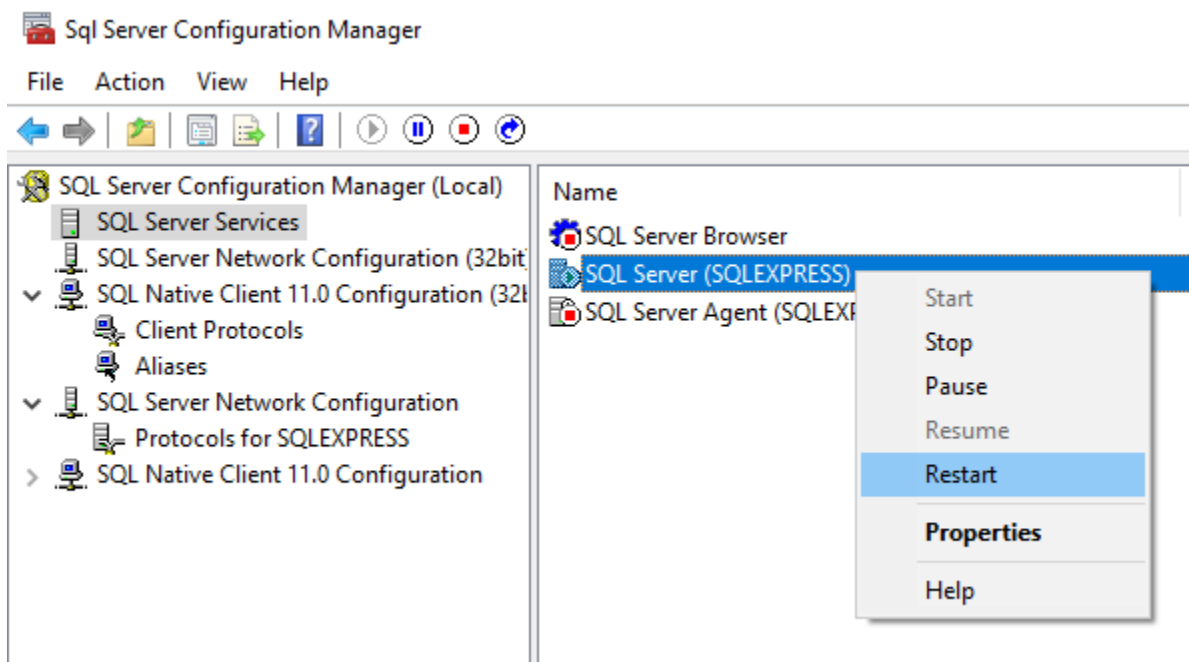 Sql Server Configuration Manager
File Action View Help
SQL Server Configuration Manager (Local)
SQL Server Services
SQL Server Network Configuration (32bit
SQL Native Client 11.0 Configuration (32
Client Protocols
Aliases
SQL Server Network Configuration
Protocols for SQLEXPRESS
SQL Native Client 11.0 Configuration
Name
SQL Server Browser
SQL Server (SQLEXPRESS)
SQL Server Agent (SQLEXP
Start
Stop
Pause
Resume
Restart
Properties
Help